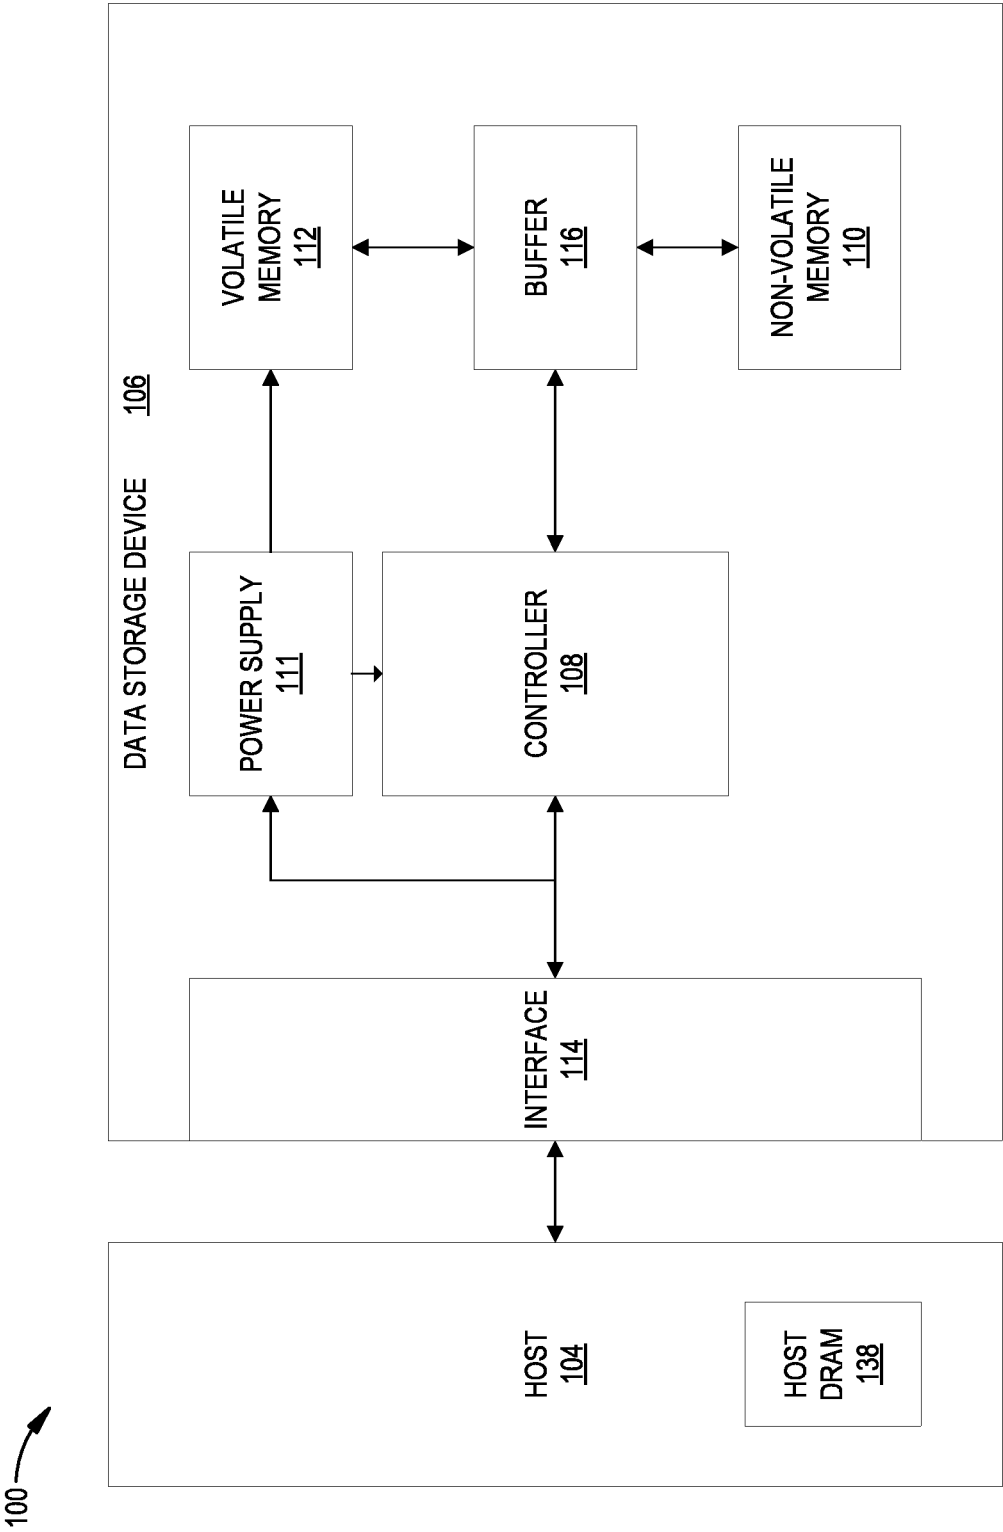 100
HOST
104
HOST
DRAM
138
INTERFACE
114
DATA STORAGE DEVICE 106
POWER SUPPLY
111
CONTROLLER
108
VOLATILE
MEMORY
112
BUFFER
116
NON-VOLATILE
MEMORY
110